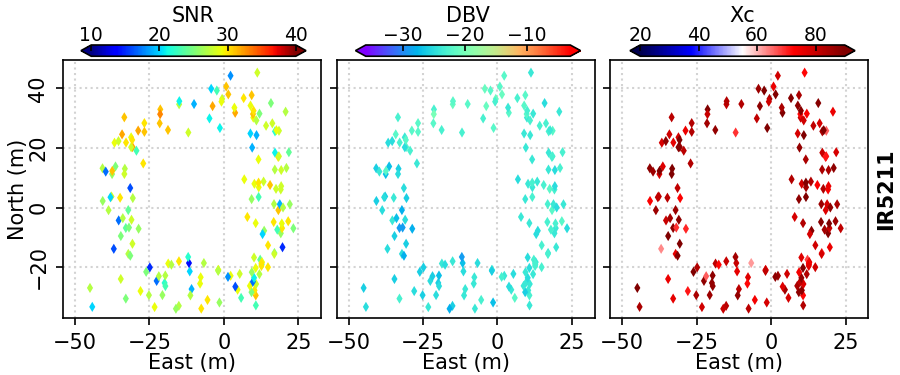 SNR DBV Xc
10 20 30 40 −30 −20 −10 20 40 60 80
40
20
0
−20
North (m)
IR5211
−50 −25 0 25 −50 −25 0 25 −50 −25 0 25
East (m) East (m) East (m)